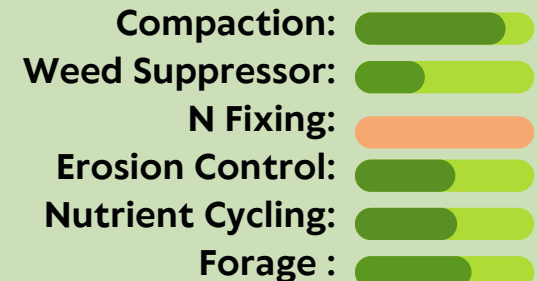 Compaction:
Weed Suppressor:
N Fixing:
Erosion Control:
Nutrient Cycling:
Forage :